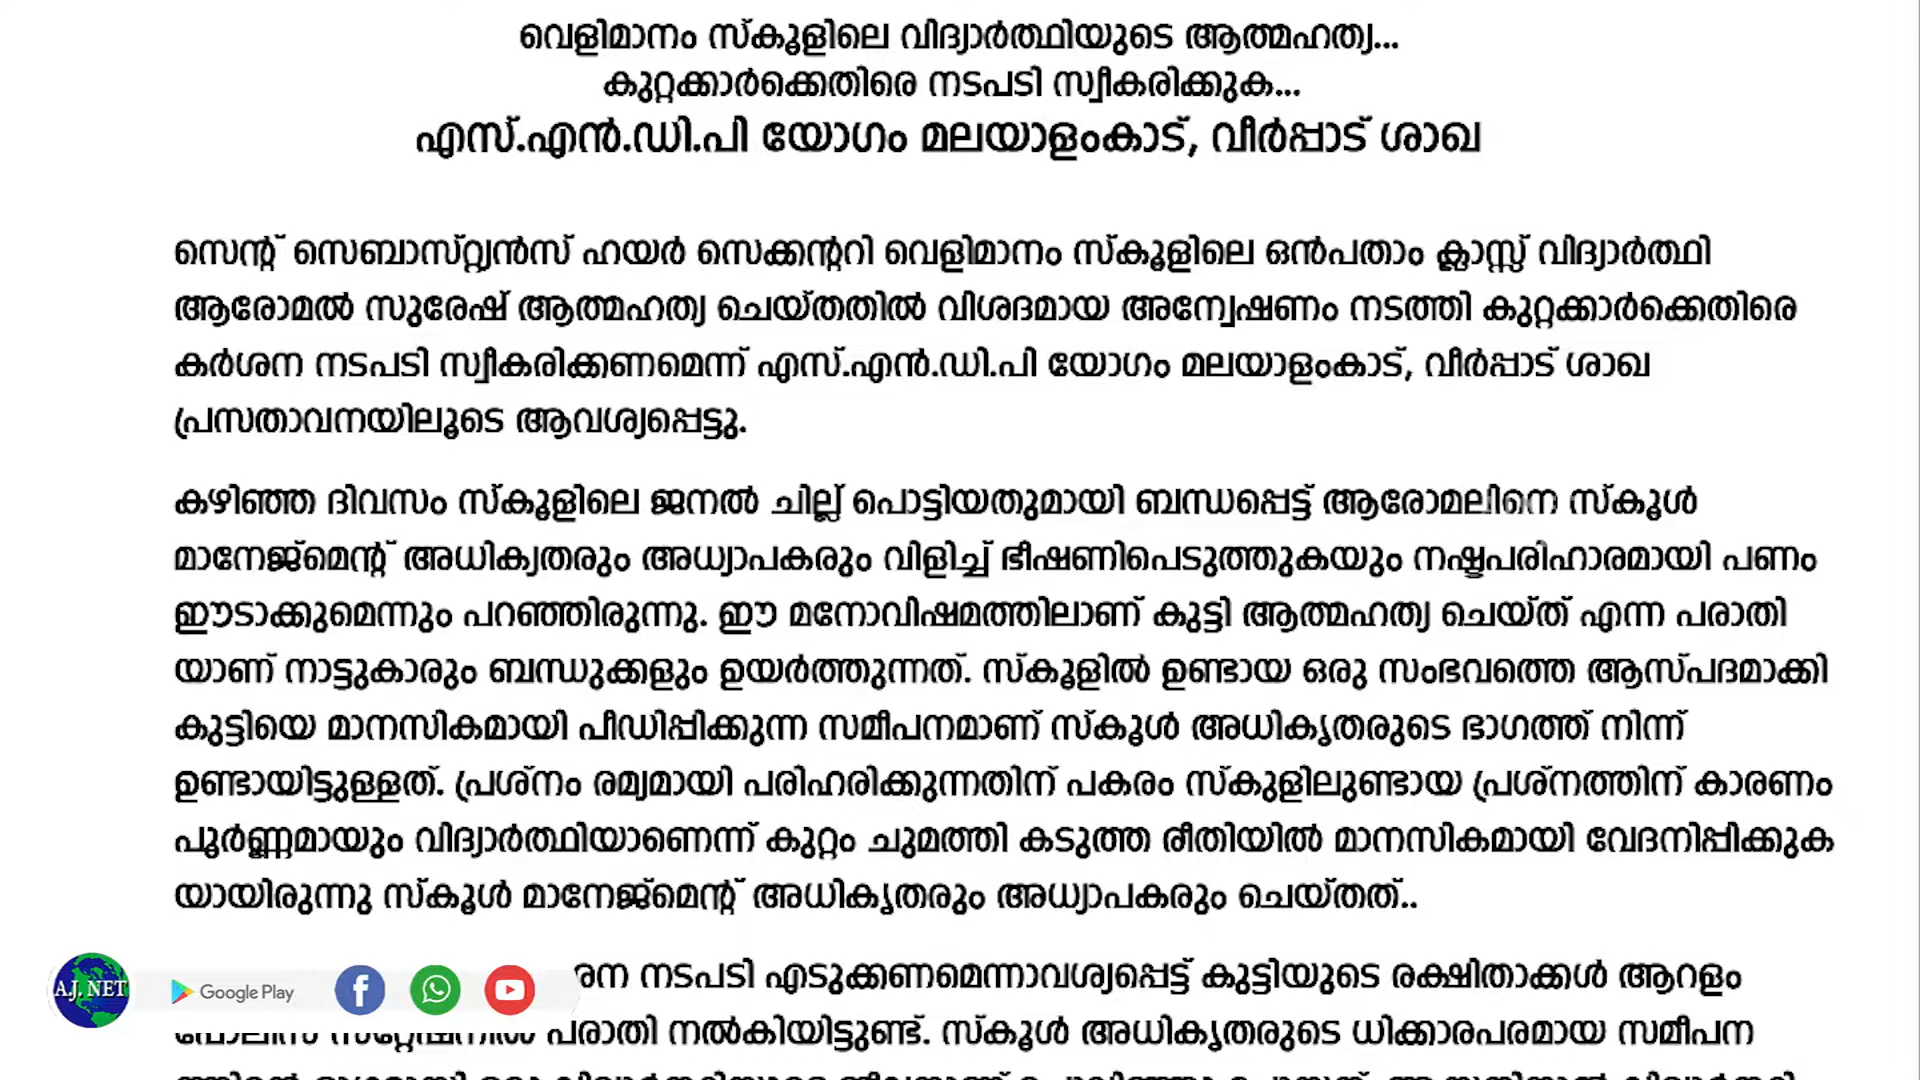 വെളിമാനം സ്കൂളിലെ വിദ്യാർത്ഥിയുടെ ആത്മഹത്യ...
കുറ്റക്കാർക്കെതിരെ നടപടി സ്വീകരിക്കുക...
എസ്.എൻ.ഡി.പി യോഗം മലയാളംകാട്, വീർപ്പാട് ശാഖ
സെന്റ് സെബാസ്റ്റ്യൻസ് ഹയർ സെക്കന്ററി വെളിമാനം സ്കൂളിലെ ഒൻപതാം ക്ലാസ്സ് വിദ്യാർത്ഥി
ആരോമൽ സുരേഷ് ആത്മഹത്യ ചെയ്തതിൽ വിശദമായ അന്വേഷണം നടത്തി കുറ്റക്കാർക്കെതിരെ
കർശന നടപടി സ്വീകരിക്കണമെന്ന് എസ്.എൻ.ഡി.പി യോഗം മലയാളംകാട്, വീർപ്പാട് ശാഖ
പ്രസതാവനയിലൂടെ ആവശ്യപ്പെട്ടു.
കഴിഞ്ഞ ദിവസം സ്കൂളിലെ ജനൽ ചില്ല് പൊട്ടിയതുമായി ബന്ധപ്പെട്ട് ആരോമലിനെ സ്കൂൾ
മാനേജ്മെന്റ് അധിക്യതരും അധ്യാപകരും വിളിച്ച് ഭീഷണിപെടുത്തുകയും നഷ്ടപരിഹാരമായി പണം
ഈടാക്കുമെന്നും പറഞ്ഞിരുന്നു. ഈ മനോവിഷമത്തിലാണ് കുട്ടി ആത്മഹത്യ ചെയ്ത് എന്ന പരാതി
യാണ് നാട്ടുകാരും ബന്ധുക്കളും ഉയർത്തുന്നത്. സ്കൂളിൽ ഉണ്ടായ ഒരു സംഭവത്തെ ആസ്പദമാക്കി
കുട്ടിയെ മാനസികമായി പീഡിപ്പിക്കുന്ന സമീപനമാണ് സ്കൂൾ അധികൃതരുടെ ഭാഗത്ത് നിന്ന്
ഉണ്ടായിട്ടുള്ളത്. പ്രശ്നം രമ്യമായി പരിഹരിക്കുന്നതിന് പകരം സ്കുളിലുണ്ടായ പ്രശ്നത്തിന് കാരണം
പൂർണ്ണമായും വിദ്യാർത്ഥിയാണെന്ന് കുറ്റം ചുമത്തി കടുത്ത രീതിയിൽ മാനസികമായി വേദനിപ്പിക്കുക
യായിരുന്നു സ്കൂൾ മാനേജ്മെന്റ് അധികൃതരും അധ്യാപകരും ചെയ്തത്..
നടപടി എടുക്കണമെന്നാവശ്യപ്പെട്ട് കുട്ടിയുടെ രക്ഷിതാക്കൾ ആറളം
പരാതി നൽകിയിട്ടുണ്ട്. സ്കൂൾ അധികൃതരുടെ ധിക്കാരപരമായ സമീപന
A.J. NET
Google Play